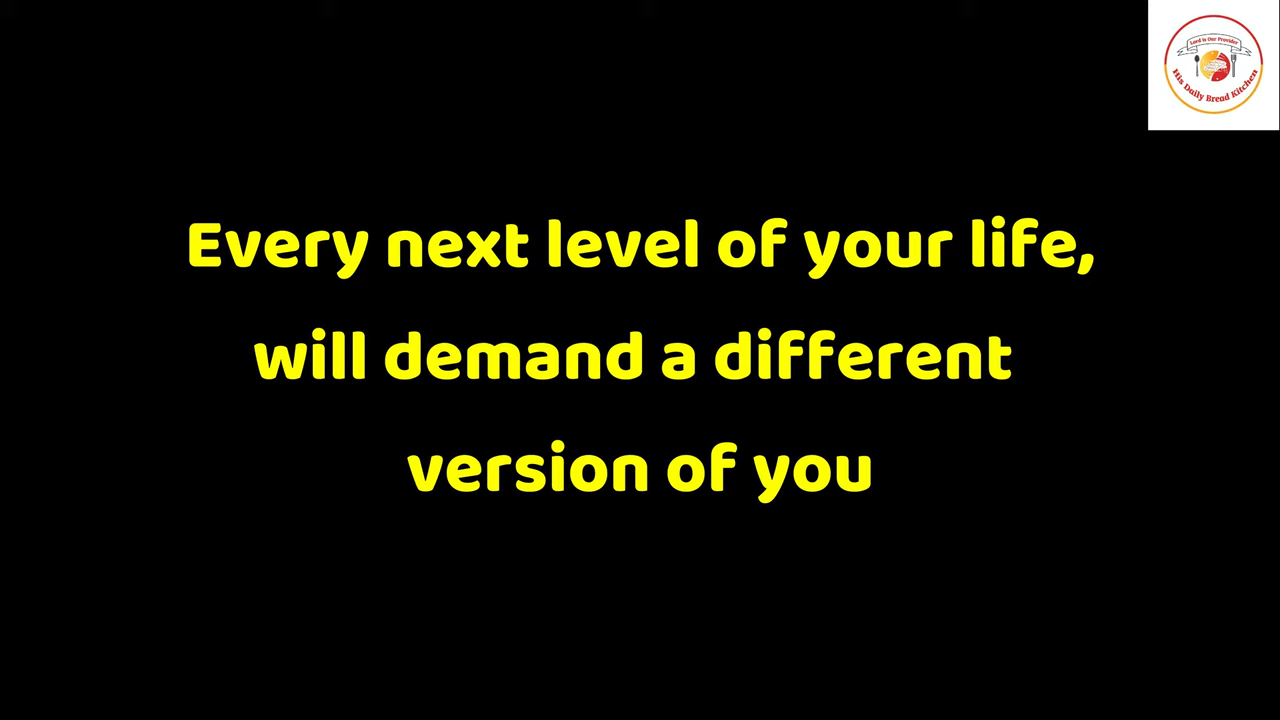 Lord is Our Provider
His Daily Bread Kitchen
Every next level of your life,
will demand a different
version of you